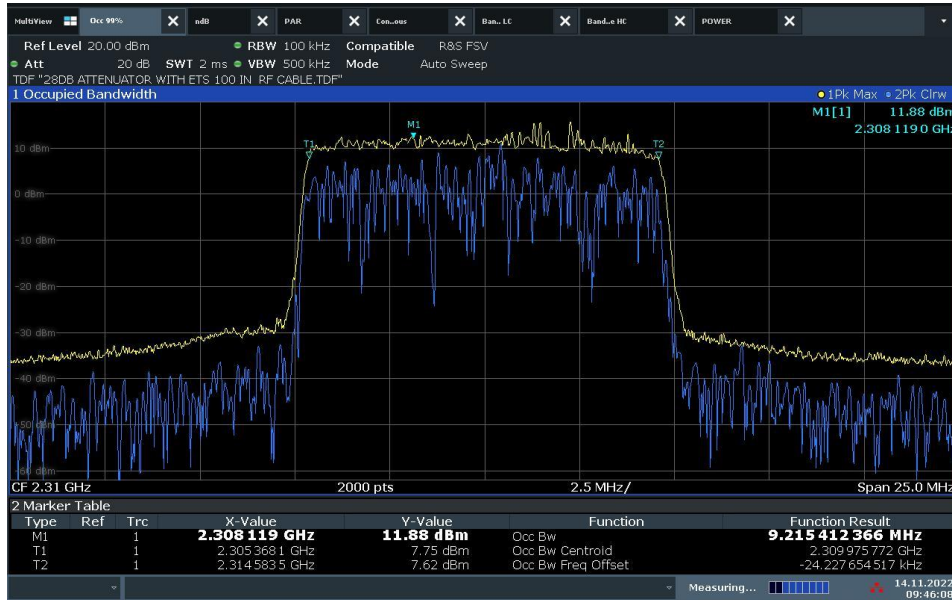 MultiView Occ 99% X ndB X PAR X Con..ous X Ban.. LC X Band..e HC X POWER X
Ref Level 20.00 dBm RBW 100 kHz Compatible R&S FSV
Att 20 dB SWT 2 ms VBW 500 kHz Mode Auto Sweep
TDF "28DB ATTENUATOR WITH ETS 100 IN RF CABLE.TDF"
1 Occupied Bandwidth 1Pk Max 2Pk Clrw
M1[1] 11.88 dBm
2.308 119 0 GHz
M1
T1 T2
10 dBm
0 dBm
-10 dBm
-20 dBm
-30 dBm
-40 dBm
-50 dBm
-60 dBm
CF 2.31 GHz 2000 pts 2.5 MHz/ Span 25.0 MHz
2 Marker Table
Type Ref Trc X-Value Y-Value Function Function Result
M1 1 2.308 119 GHz 11.88 dBm Occ Bw 9.215 412 366 MHz
T1 1 2.305 368 1 GHz 7.75 dBm Occ Bw Centroid 2.309 975 772 GHz
T2 1 2.314 583 5 GHz 7.62 dBm Occ Bw Freq Offset -24.227 654 517 kHz
Measuring... 14.11.2022
09:46:06